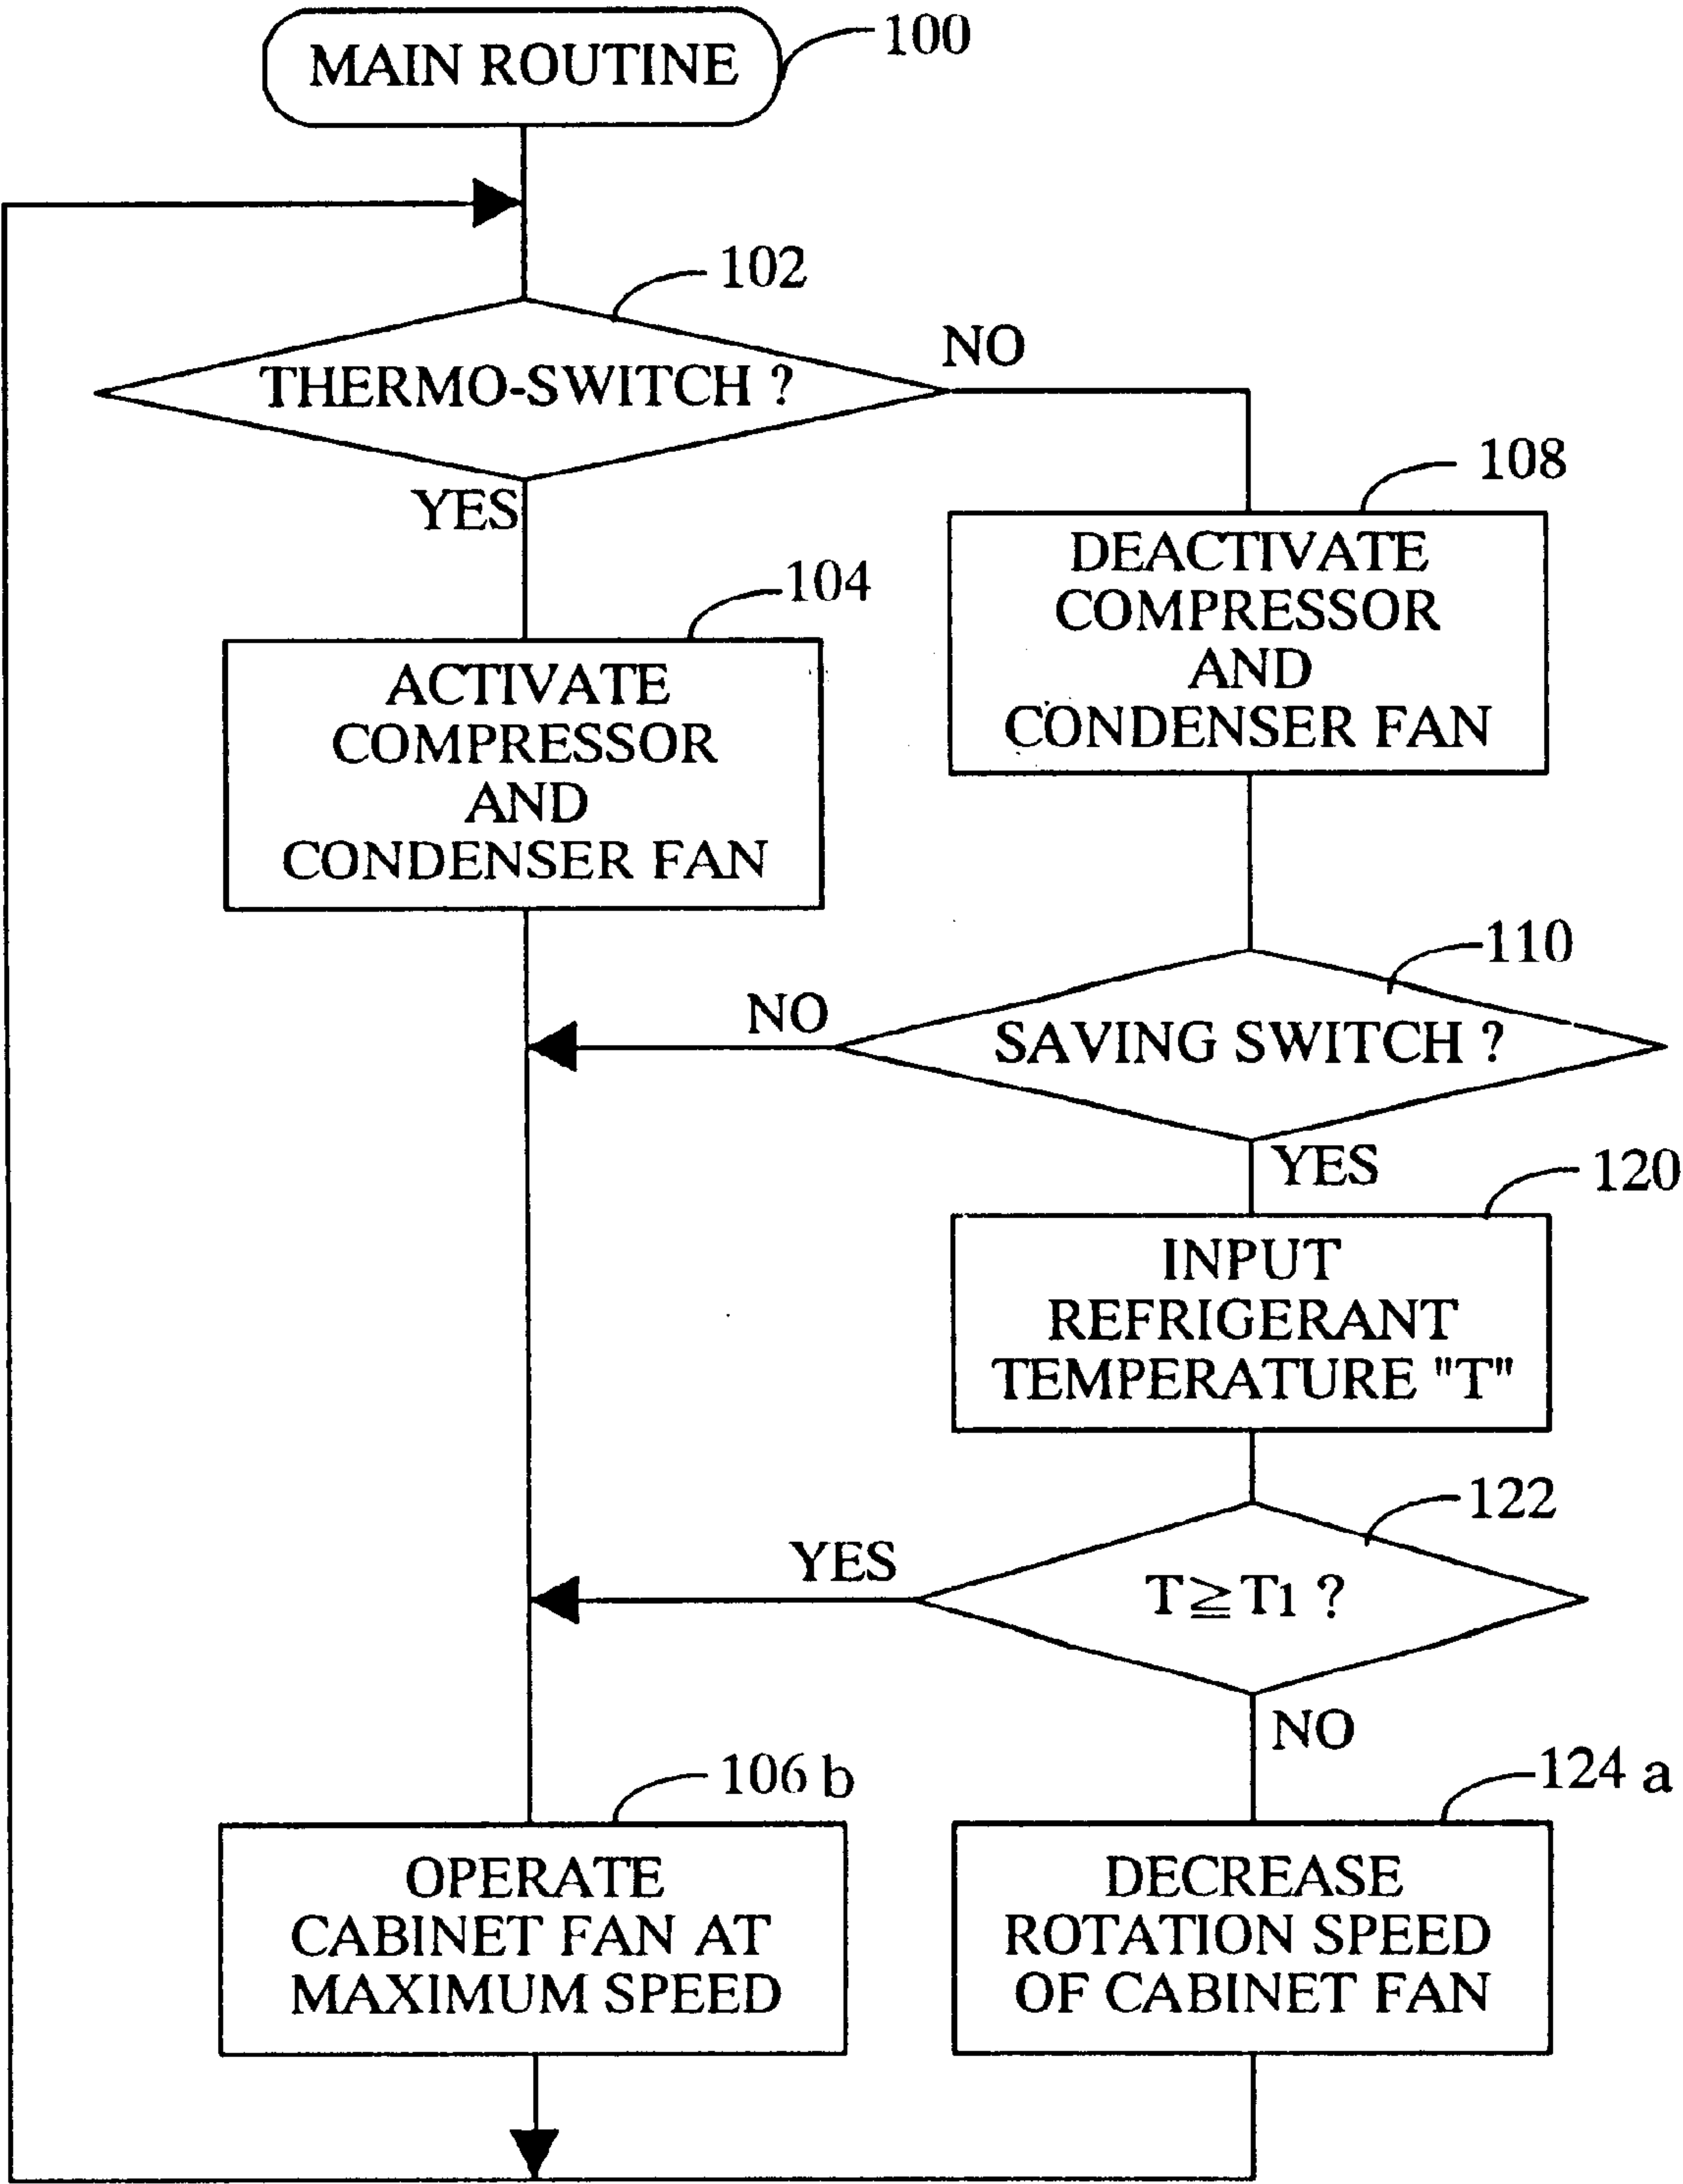 MAIN ROUTINE
100
102
THERMO-SWITCH ?
NO
YES
108
DEACTIVATE
COMPRESSOR
AND
CONDENSER FAN
104
ACTIVATE
COMPRESSOR
AND
CONDENSER FAN
110
SAVING SWITCH ?
NO
YES
120
INPUT
REFRIGERANT
TEMPERATURE "T"
122
T≧T1 ?
YES
NO
106 b
OPERATE
CABINET FAN AT
MAXIMUM SPEED
124 a
DECREASE
ROTATION SPEED
OF CABINET FAN